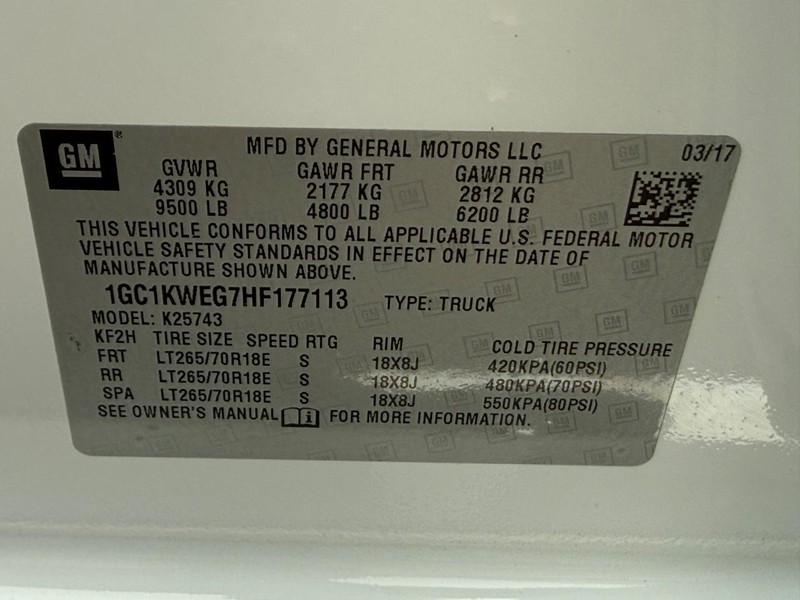 GM ® MFD BY GENERAL MOTORS LLC 03/17
GVWR GAWR FRT GAWR RR
4309 KG 2177 KG 2812 KG
9500 LB 4800 LB 6200 LB
THIS VEHICLE CONFORMS TO ALL APPLICABLE U.S. FEDERAL MOTOR
VEHICLE SAFETY STANDARDS IN EFFECT ON THE DATE OF
MANUFACTURE SHOWN ABOVE.
1GC1KWEG7HF177113 TYPE: TRUCK
MODEL: K25743
KF2H TIRE SIZE SPEED RTG RIM COLD TIRE PRESSURE
FRT LT265/70R18E S 18X8J 420KPA(60PSI)
RR LT265/70R18E S 18X8J 480KPA(70PSI)
SPA LT265/70R18E S 18X8J 550KPA(80PSI)
SEE OWNER'S MANUAL i FOR MORE INFORMATION.